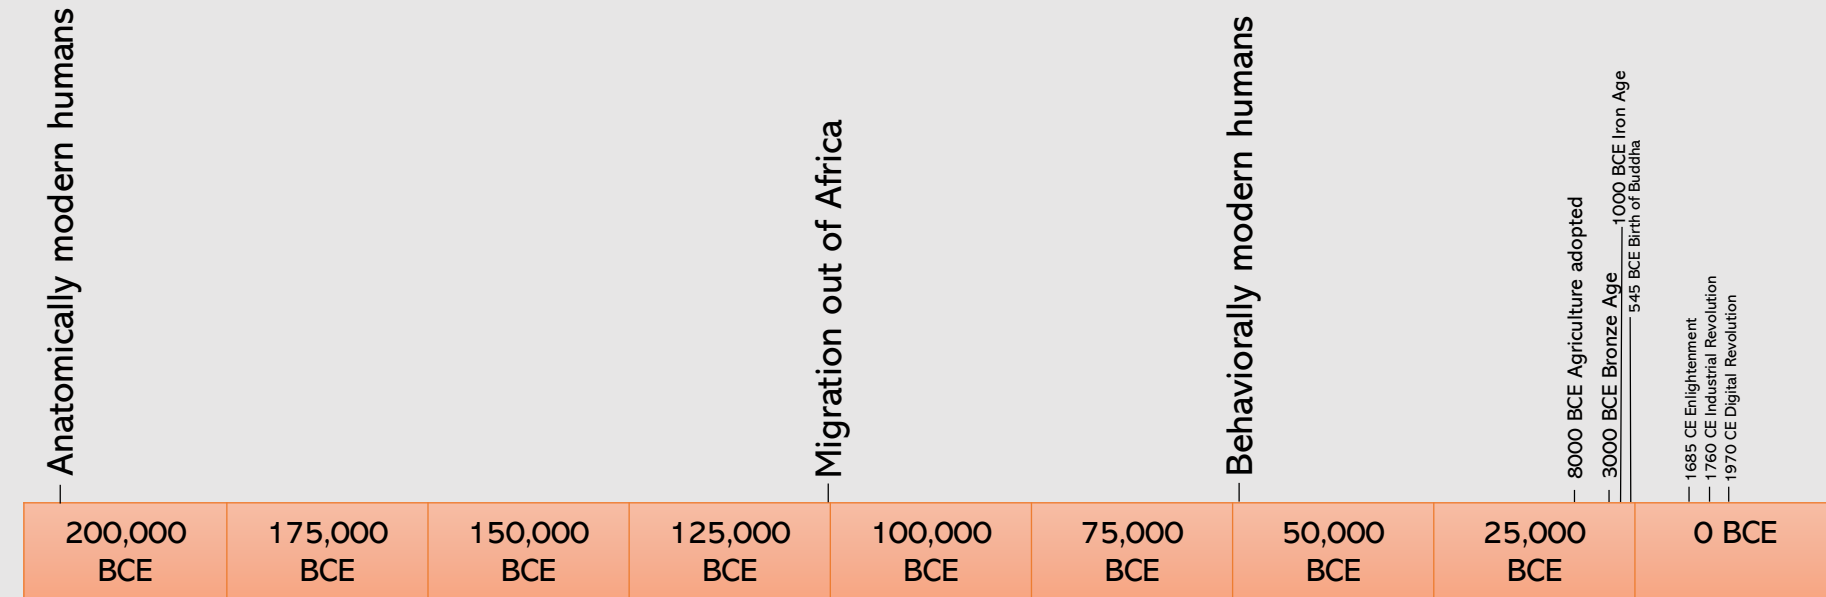 Anatomically modern humans
Migration out of Africa
Behaviorally modern humans
8000 BCE Agriculture adopted
3000 BCE Bronze Age
1000 BCE Iron Age
545 BCE Birth of Buddha
1685 CE Enlightenment
1760 CE Industrial Revolution
1970 CE Digital Revolution
200,000
BCE
175,000
BCE
150,000
BCE
125,000
BCE
100,000
BCE
75,000
BCE
50,000
BCE
25,000
BCE
0 BCE